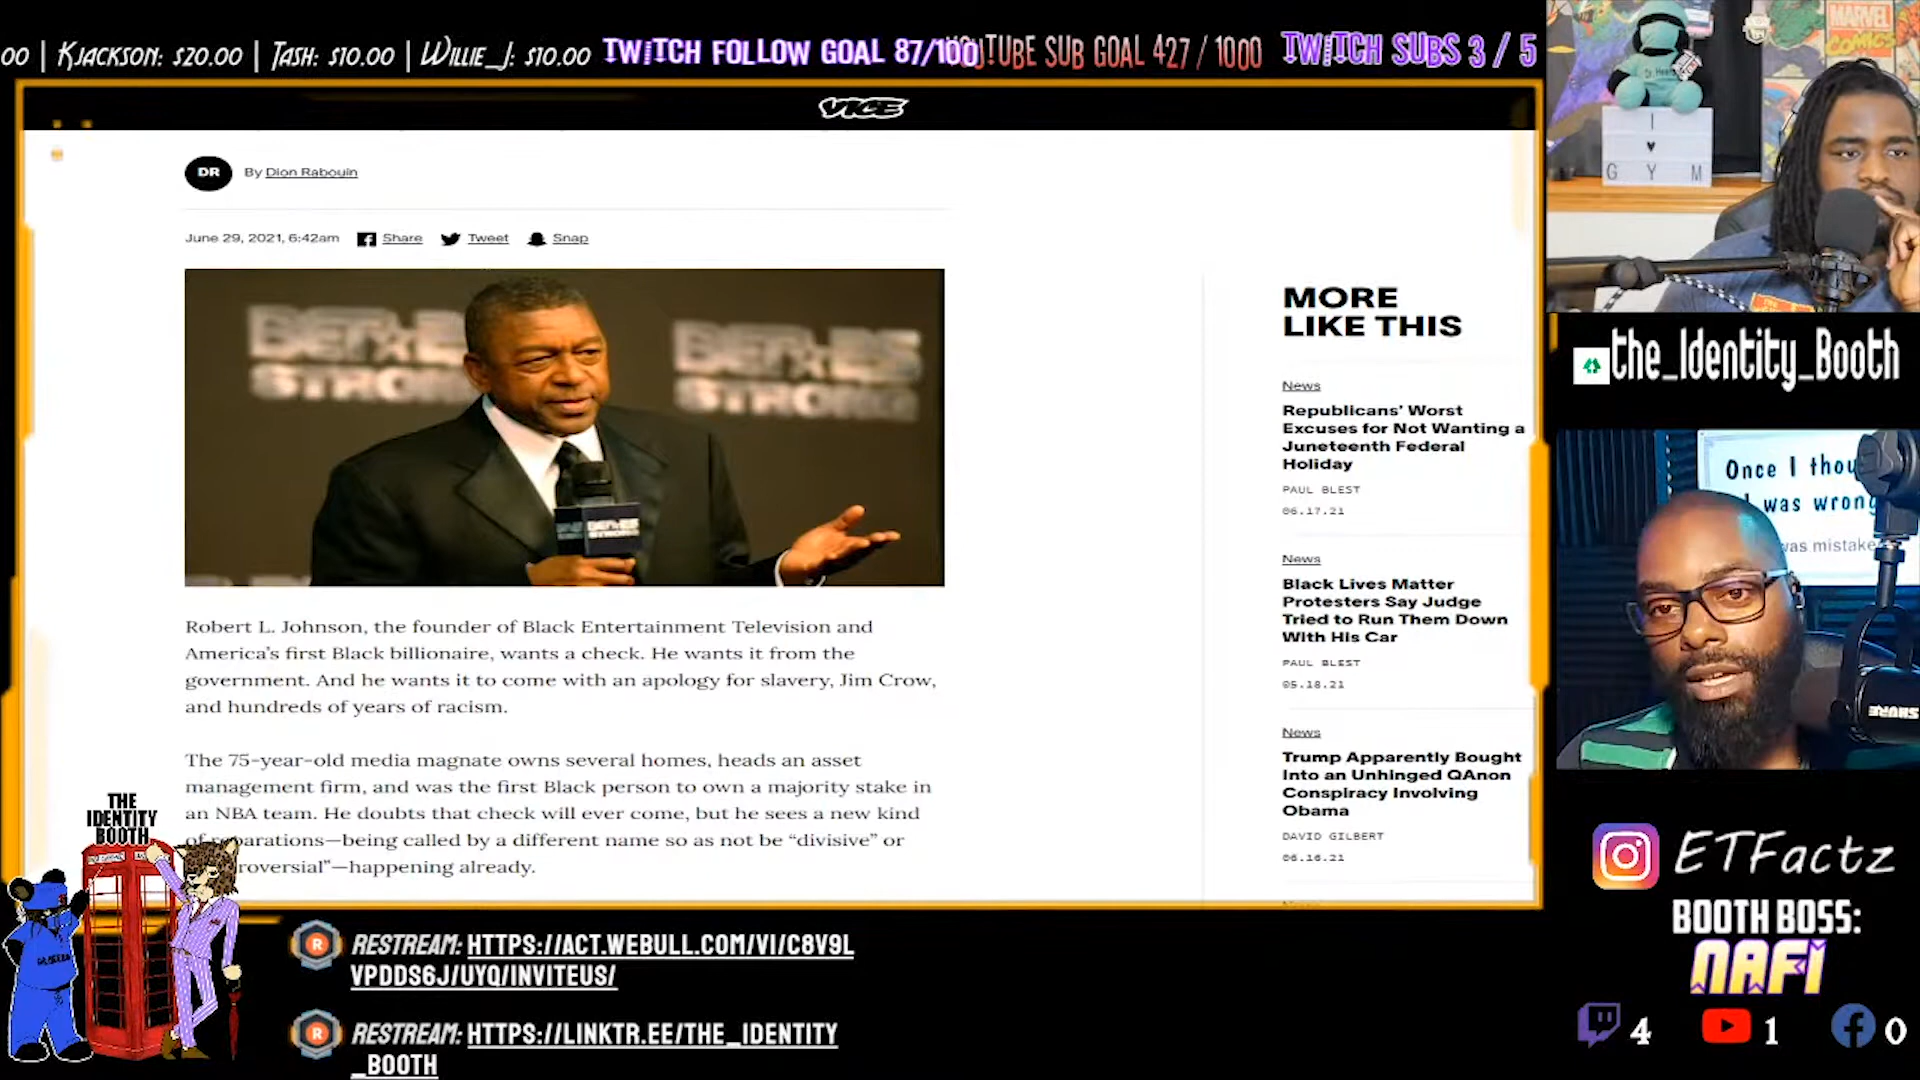 00 | KJACKSON: $20.00 | TASH: $10.00 | WILLIE_J: $10.00 TWITCH FOLLOW GOAL 87/100 YOUTUBE SUB GOAL 427 / 1000 TWITCH SUBS 3 / 5
VICE
DR By Dion Rabouin
June 29, 2021, 6:42am Share Tweet Snap
STRONG
STRONG
Robert L. Johnson, the founder of Black Entertainment Television and
America's first Black billionaire, wants a check. He wants it from the
government. And he wants it to come with an apology for slavery, Jim Crow,
and hundreds of years of racism.
The 75-year-old media magnate owns several homes, heads an asset
management firm, and was the first Black person to own a majority stake in
an NBA team. He doubts that check will ever come, but he sees a new kind
of reparations—being called by a different name so as not be "divisive" or
roversial"—happening already.
MORE
LIKE THIS
News
Republicans' Worst
Excuses for Not Wanting a
Juneteenth Federal
Holiday
PAUL BLEST
06.17.21
News
Black Lives Matter
Protesters Say Judge
Tried to Run Them Down
With His Car
PAUL BLEST
05.18.21
News
Trump Apparently Bought
Into an Unhinged QAnon
Conspiracy Involving
Obama
DAVID GILBERT
06.16.21
MARVEL
COMICS
I
♥
GYM
the_Identity_Booth
Once I thou
I was wrong
was mistake
SHURE
ETFactz
BOOTH BOSS:
NAFI
4 1 0
THE
IDENTITY
BOOTH
RESTREAM: HTTPS://ACT.WEBULL.COM/VI/C8V9L
VPDDS6J/UYQ/INVITEUS/
RESTREAM: HTTPS://LINKTR.EE/THE_IDENTITY
_BOOTH